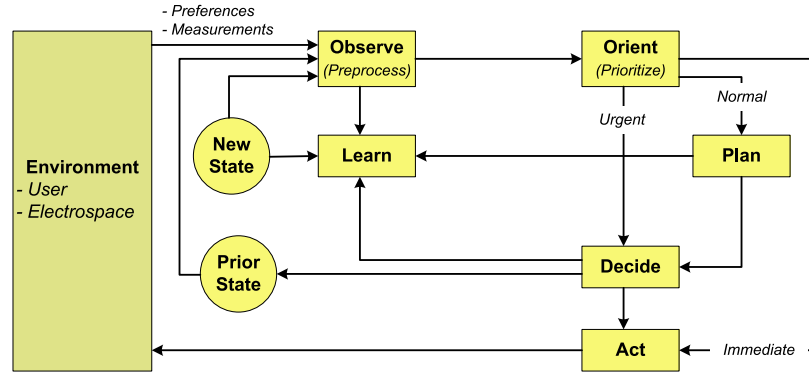 - Preferences
- Measurements
Observe
(Preprocess)
Orient
(Prioritize)
Normal
Urgent
New
State
Learn
Plan
Environment
- User
- Electrospace
Prior
State
Decide
Act
Immediate